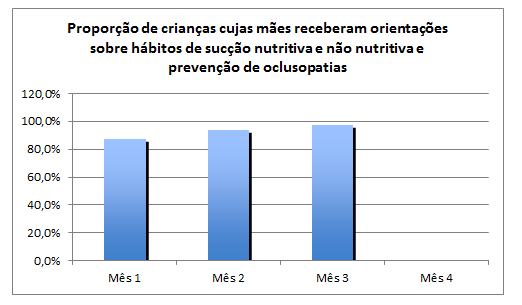 Proporção de crianças cujas mães receberam orientações
sobre hábitos de sucção nutritiva e não nutritiva e
prevenção de oclusopatias
120,0%
100,0%
80,0%
60,0%
40,0%
20,0%
0,0%
Mês 1
Mês 2
Mês 3
Mês 4